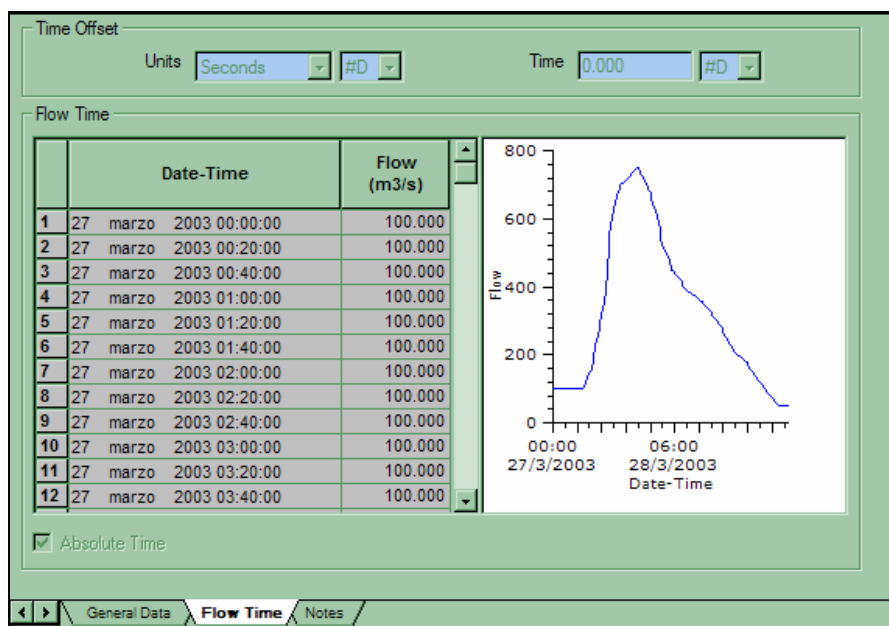 Time Offset
Units Seconds #D Time 0.000 #D
Flow Time
Date-Time Flow (m3/s)
1 27 marzo 2003 00:00:00 100.000
2 27 marzo 2003 00:20:00 100.000
3 27 marzo 2003 00:40:00 100.000
4 27 marzo 2003 01:00:00 100.000
5 27 marzo 2003 01:20:00 100.000
6 27 marzo 2003 01:40:00 100.000
7 27 marzo 2003 02:00:00 100.000
8 27 marzo 2003 02:20:00 100.000
9 27 marzo 2003 02:40:00 100.000
10 27 marzo 2003 03:00:00 100.000
11 27 marzo 2003 03:20:00 100.000
12 27 marzo 2003 03:40:00 100.000
800
600
400
200
0
Flow
00:00 06:00
27/3/2003 28/3/2003
Date-Time
Absolute Time
General Data Flow Time Notes